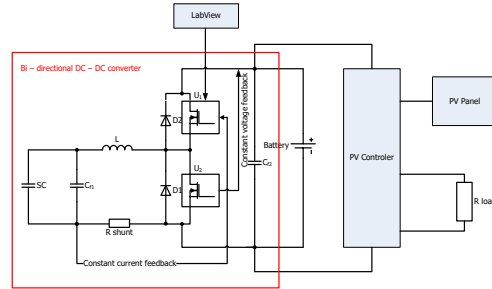 LabView
Bi – directional DC – DC converter
U1
Constant voltage feedback
D2
L
Battery
+
U2
PV Controler
PV Panel
SC
Cf1
D1
Cf2
R shunt
R loa
Constant current feedback